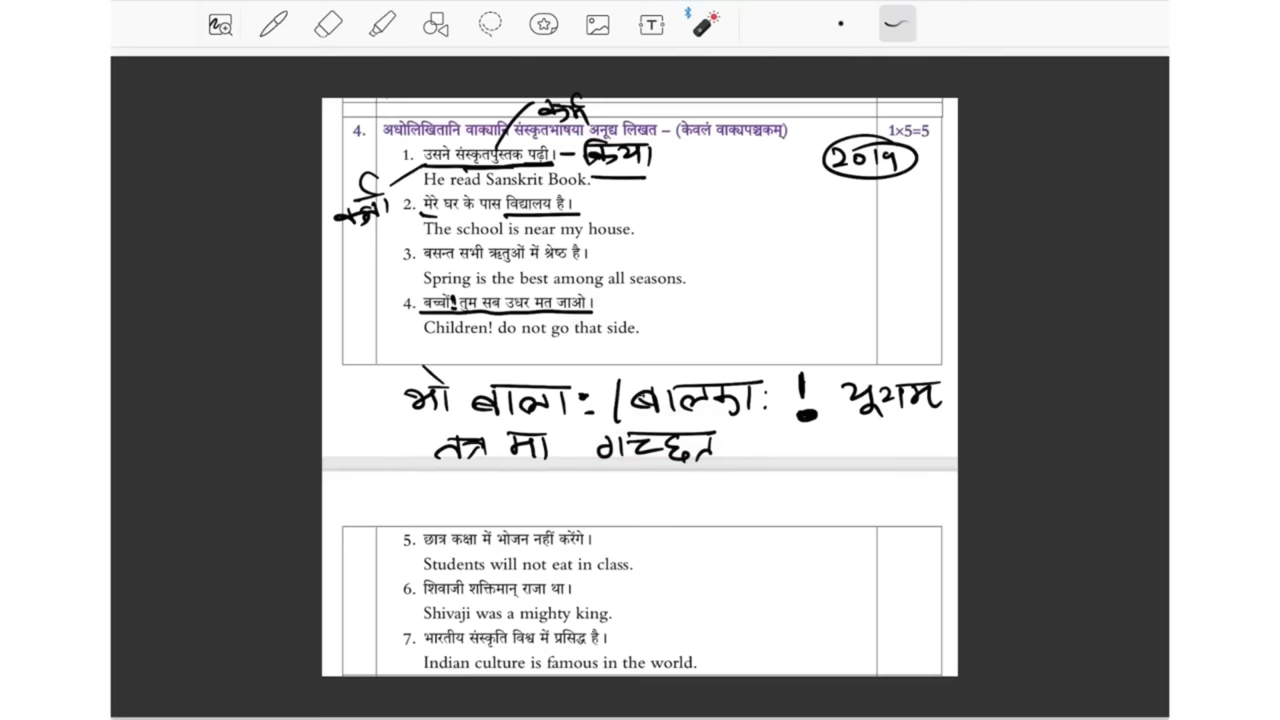 कर्म
4. अधोलिखितानि वाक्यानि संस्कृतभाषया अनूद्य लिखत – (केवलं वाक्यपञ्चकम्) 1×5=5
1. उसने संस्कृतपुस्तक पढ़ी। – क्रिया 2019
He read Sanskrit Book.
कर्ता
2. मेरे घर के पास विद्यालय है।
The school is near my house.
3. बसन्त सभी ऋतुओं में श्रेष्ठ है।
Spring is the best among all seasons.
4. बच्चों! तुम सब उधर मत जाओ।
Children! do not go that side.
भो बालाः / बालकाः ! यूयम
तत्र मा गच्छत
5. छात्र कक्षा में भोजन नहीं करेंगे।
Students will not eat in class.
6. शिवाजी शक्तिमान् राजा था।
Shivaji was a mighty king.
7. भारतीय संस्कृति विश्व में प्रसिद्ध है।
Indian culture is famous in the world.